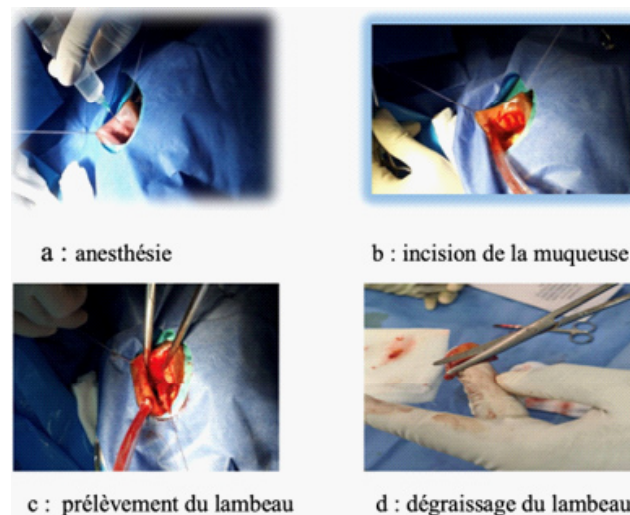 a : anesthésie
b : incision de la muqueuse
c : prélèvement du lambeau
d : dégraissage du lambeau